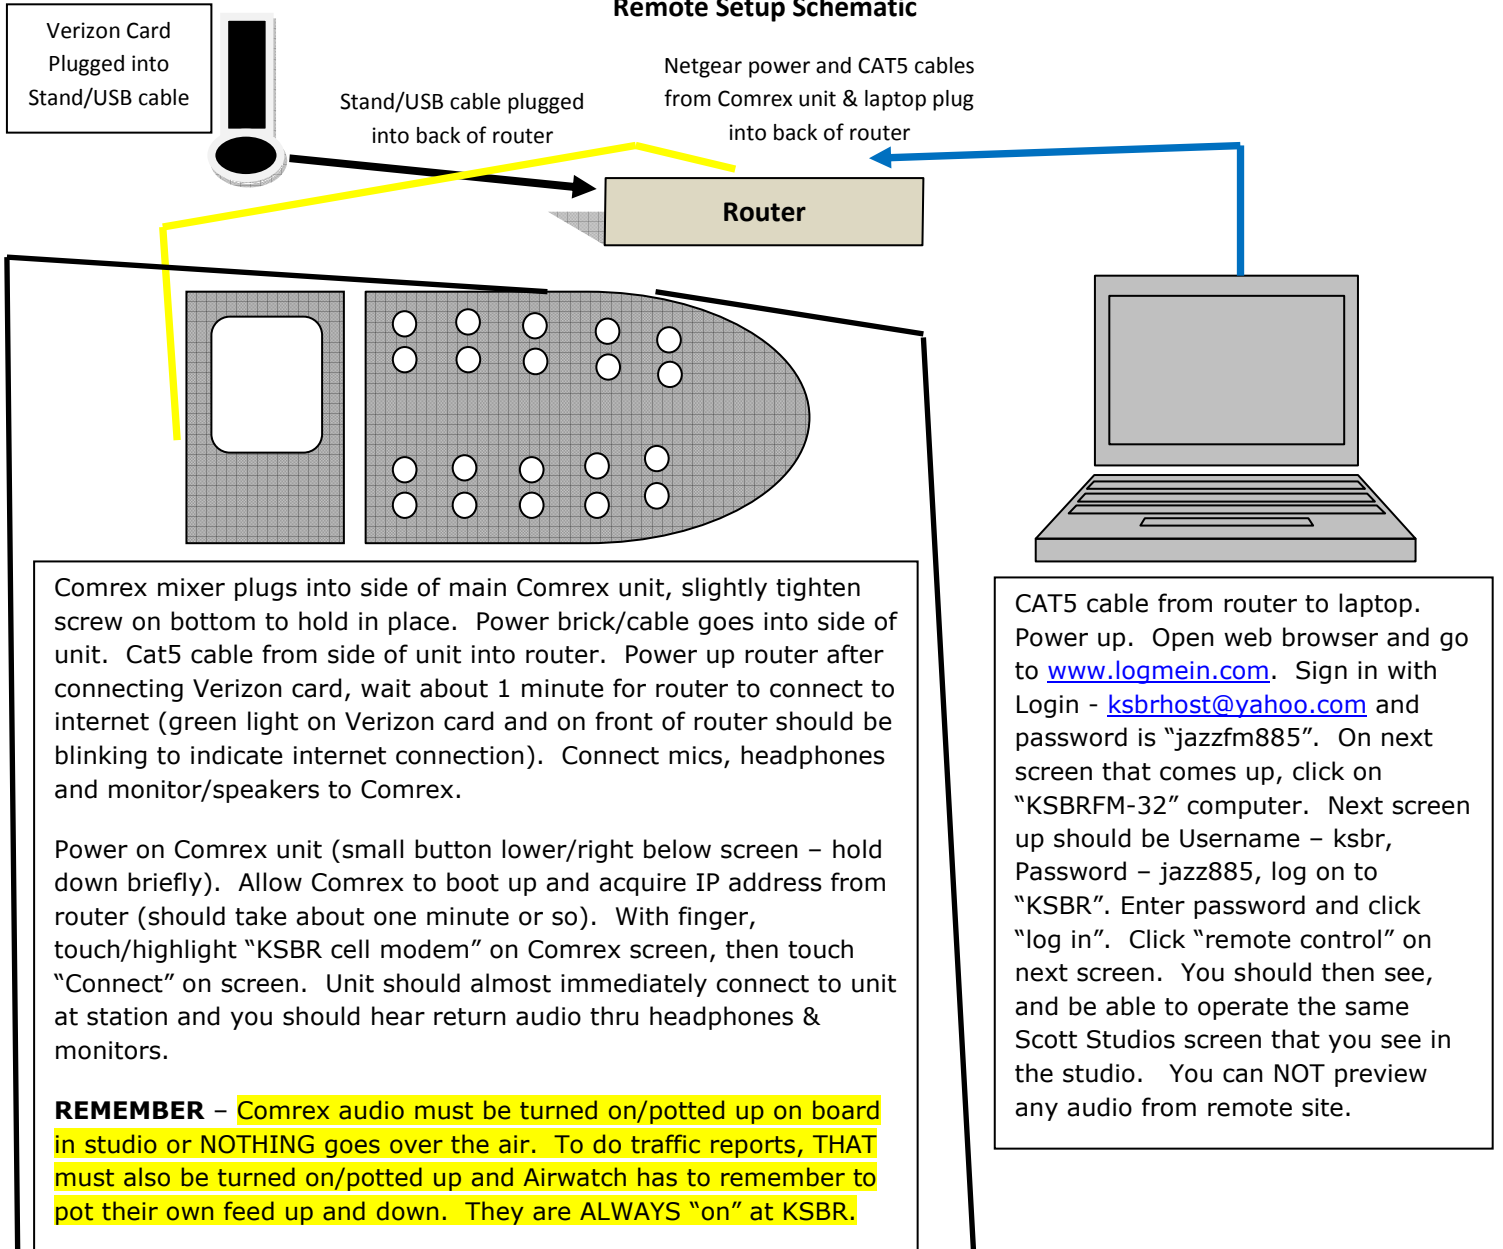 Remote Setup Schematic
Verizon Card
Plugged into
Stand/USB cable
Stand/USB cable plugged
into back of router
Netgear power and CAT5 cables
from Comrex unit & laptop plug
into back of router
Router
Comrex mixer plugs into side of main Comrex unit, slightly tighten
screw on bottom to hold in place.  Power brick/cable goes into side of
unit.  Cat5 cable from side of unit into router.  Power up router after
connecting Verizon card, wait about 1 minute for router to connect to
internet (green light on Verizon card and on front of router should be
blinking to indicate internet connection).  Connect mics, headphones
and monitor/speakers to Comrex.
Power on Comrex unit (small button lower/right below screen – hold
down briefly).  Allow Comrex to boot up and acquire IP address from
router (should take about one minute or so).  With finger,
touch/highlight “KSBR cell modem” on Comrex screen, then touch
“Connect” on screen.  Unit should almost immediately connect to unit
at station and you should hear return audio thru headphones &
monitors.
REMEMBER – Comrex audio must be turned on/potted up on board
in studio or NOTHING goes over the air.  To do traffic reports, THAT
must also be turned on/potted up and Airwatch has to remember to
pot their own feed up and down.  They are ALWAYS “on” at KSBR.
CAT5 cable from router to laptop.
Power up.  Open web browser and go
to www.logmein.com.  Sign in with
Login - ksbrhost@yahoo.com and
password is “jazzfm885”.  On next
screen that comes up, click on
“KSBRFM-32” computer.  Next screen
up should be Username – ksbr,
Password – jazz885, log on to
“KSBR”. Enter password and click
“log in”.  Click “remote control” on
next screen.  You should then see,
and be able to operate the same
Scott Studios screen that you see in
the studio.   You can NOT preview
any audio from remote site.